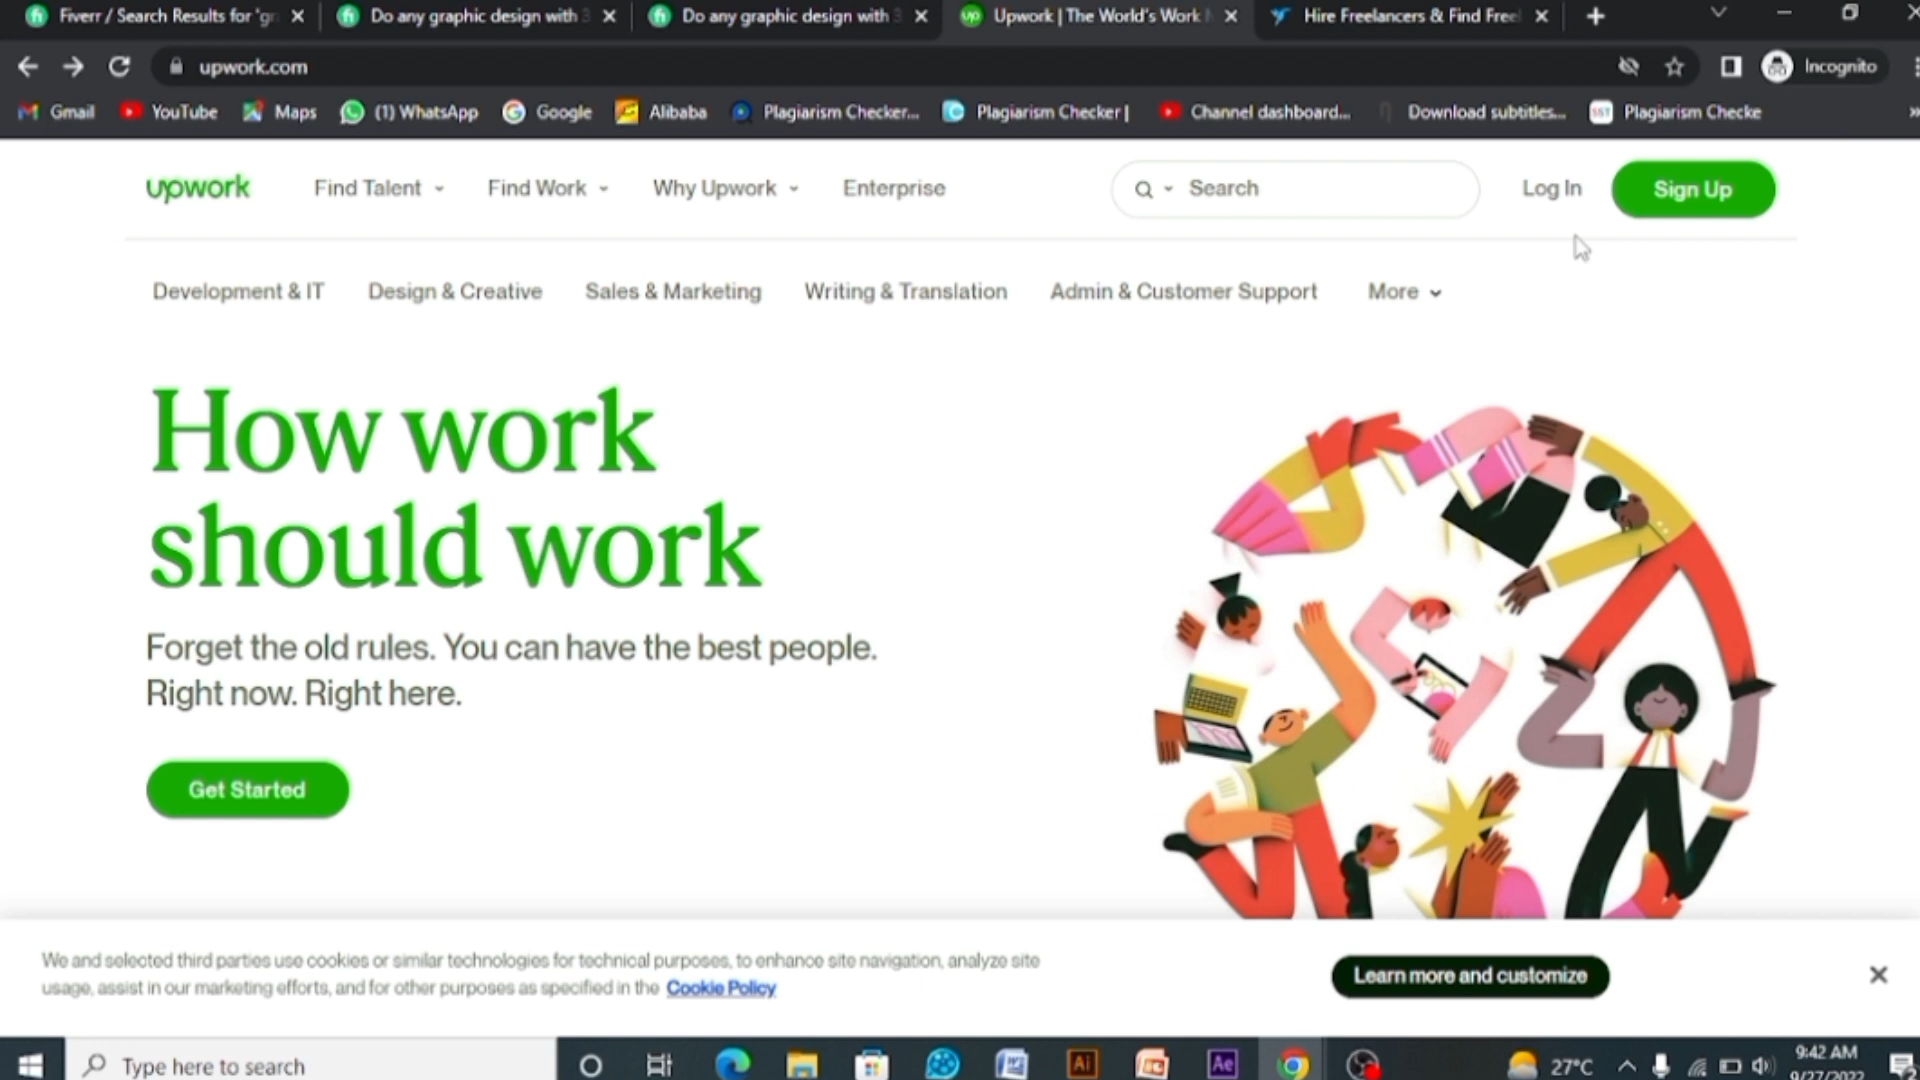 Fiverr / Search Results for 'gr
Do any graphic design with 3
Do any graphic design with 3
Upwork | The World's Work M
Hire Freelancers & Find Free
upwork.com
Incognito
Gmail
YouTube
Maps
(1) WhatsApp
Google
Alibaba
Plagiarism Checker...
Plagiarism Checker |
Channel dashboard...
Download subtitles...
Plagiarism Checke
upwork
Find Talent
Find Work
Why Upwork
Enterprise
Search
Log In
Sign Up
Development & IT
Design & Creative
Sales & Marketing
Writing & Translation
Admin & Customer Support
More
How work
should work
Forget the old rules. You can have the best people.
Right now. Right here.
Get Started
We and selected third parties use cookies or similar technologies for technical purposes, to enhance site navigation, analyze site
usage, assist in our marketing efforts, and for other purposes as specified in the Cookie Policy
Learn more and customize
Type here to search
Ai
Ae
27°C
9:42 AM
9/27/2022